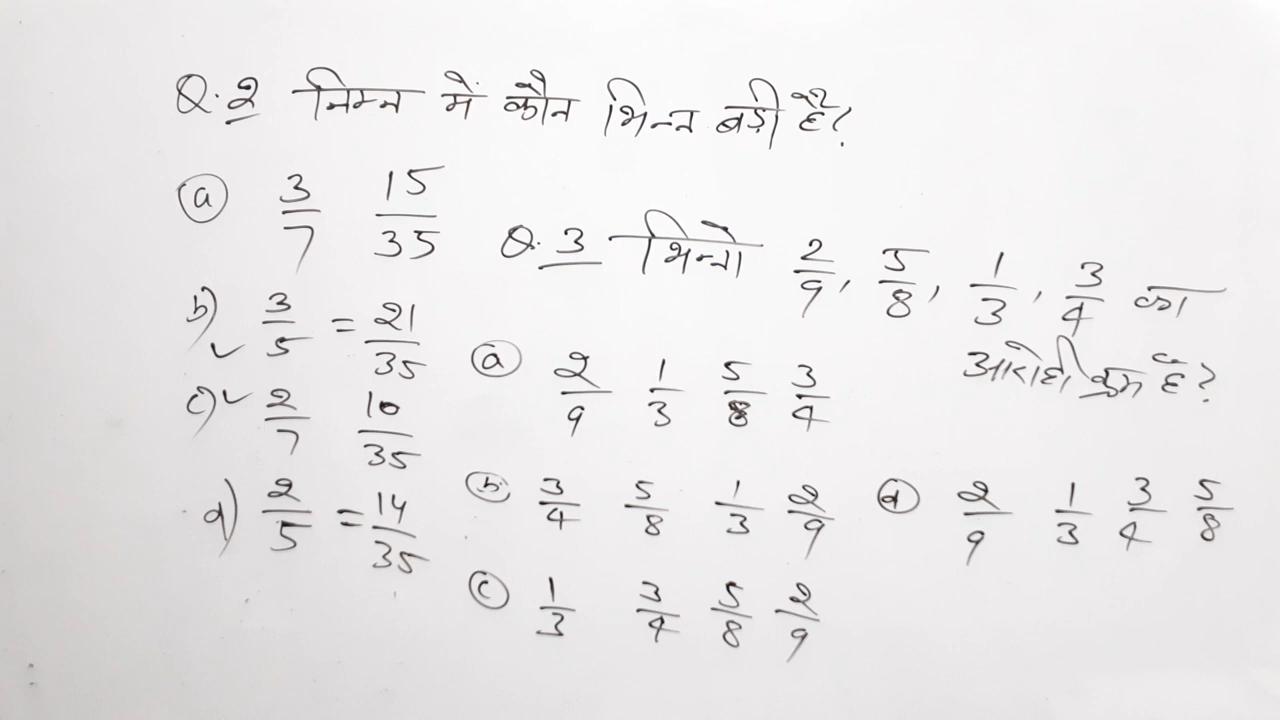 Q.2 निम्न में कौन भिन्न बड़ी है?
(a) 3/7 15/35
b) ✓ 3/5 = 21/35
c) ✓ 2/7 10/35
d) 2/5 = 14/35
Q.3 भिन्नो 2/9, 5/8, 1/3, 3/4 का
आरोही क्रम है?
(a) 2/9 1/3 5/8 3/4
(b) 3/4 5/8 1/3 2/9
(c) 1/3 3/4 5/8 2/9
(d) 2/9 1/3 3/4 5/8